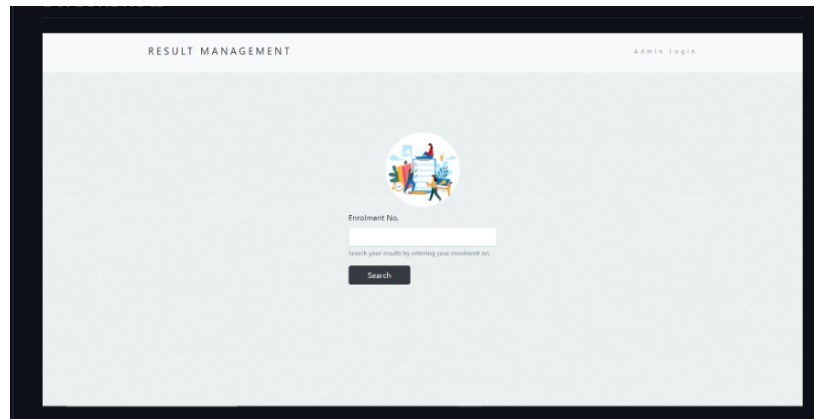 RESULT MANAGEMENT
Admin Login
Enrolment No.
Search your results by entering your enrolment no.
Search